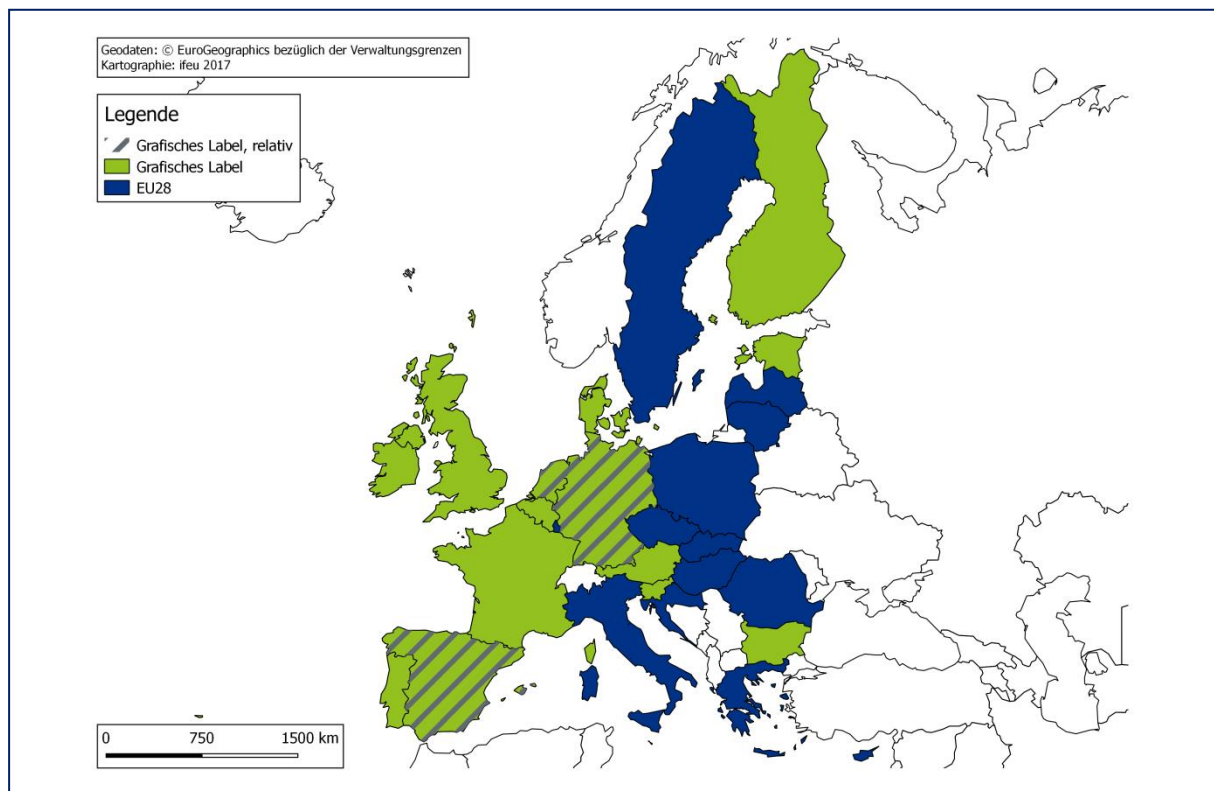 Geodaten: © EuroGeographics bezüglich der Verwaltungsgrenzen
Kartographie: ifeu 2017
Legende
Grafisches Label, relativ
Grafisches Label
EU28
0 750 1500 km